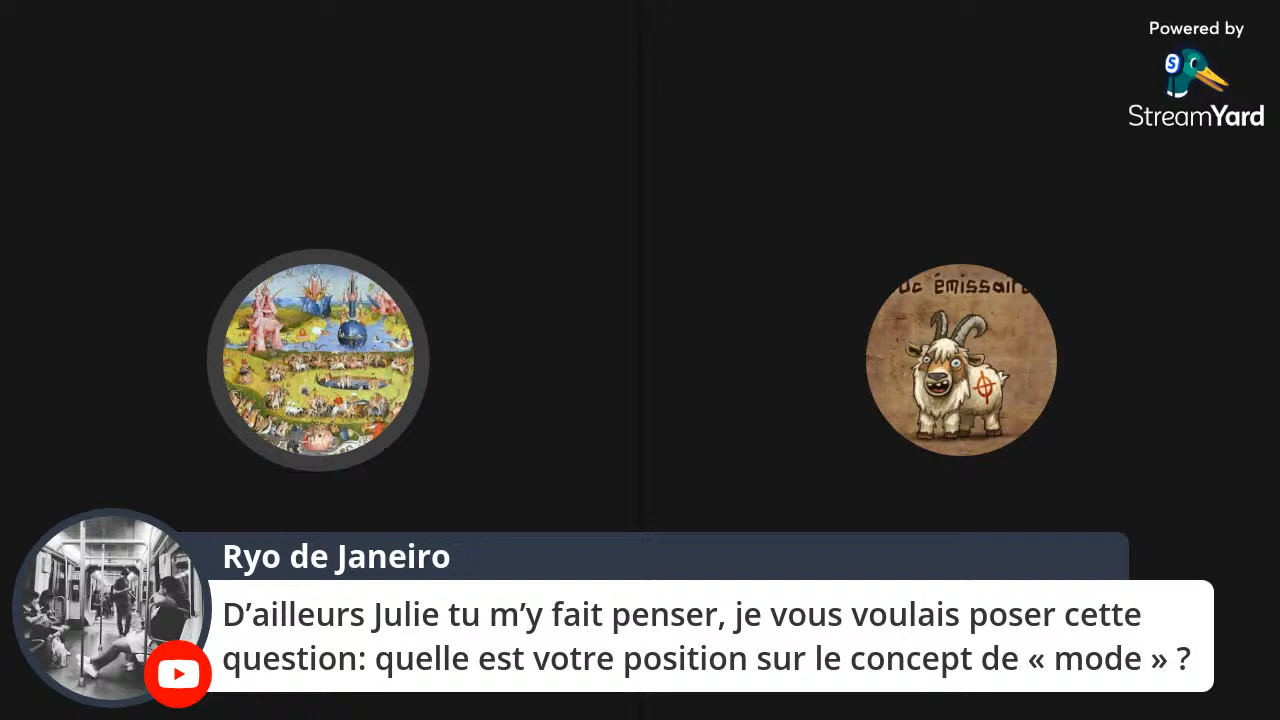 Powered by
S
StreamYard
émissaire
Ryo de Janeiro
D’ailleurs Julie tu m’y fait penser, je vous voulais poser cette
question: quelle est votre position sur le concept de « mode » ?